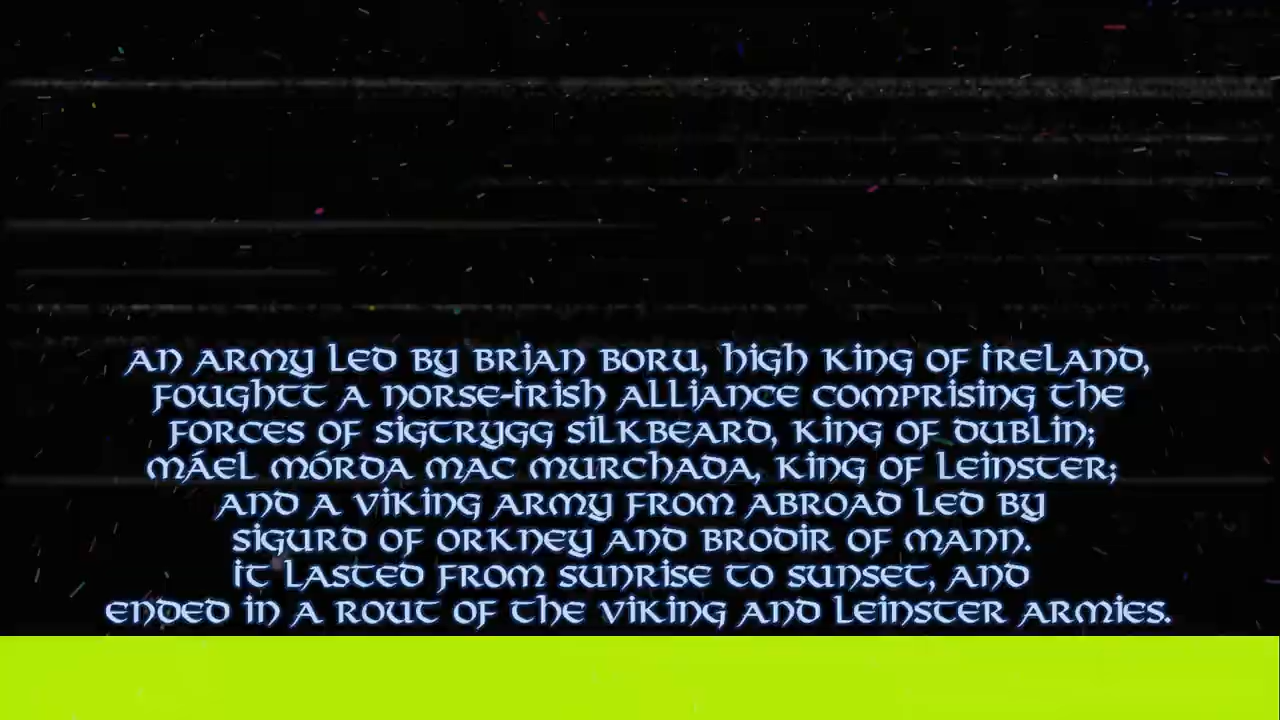 AN ARMY LED BY BRIAN BORU, HIGH KING OF IRELAND,
FOUGHTT A NORSE-IRISH ALLIANCE COMPRISING THE
FORCES OF SIGTRYGG SILKBEARD, KING OF DUBLIN;
MÁEL MÓRDA MAC MURCHADA, KING OF LEINSTER;
AND A VIKING ARMY FROM ABROAD LED BY
SIGURD OF ORKNEY AND BRODIR OF MANN.
IT LASTED FROM SUNRISE TO SUNSET, AND
ENDED IN A ROUT OF THE VIKING AND LEINSTER ARMIES.